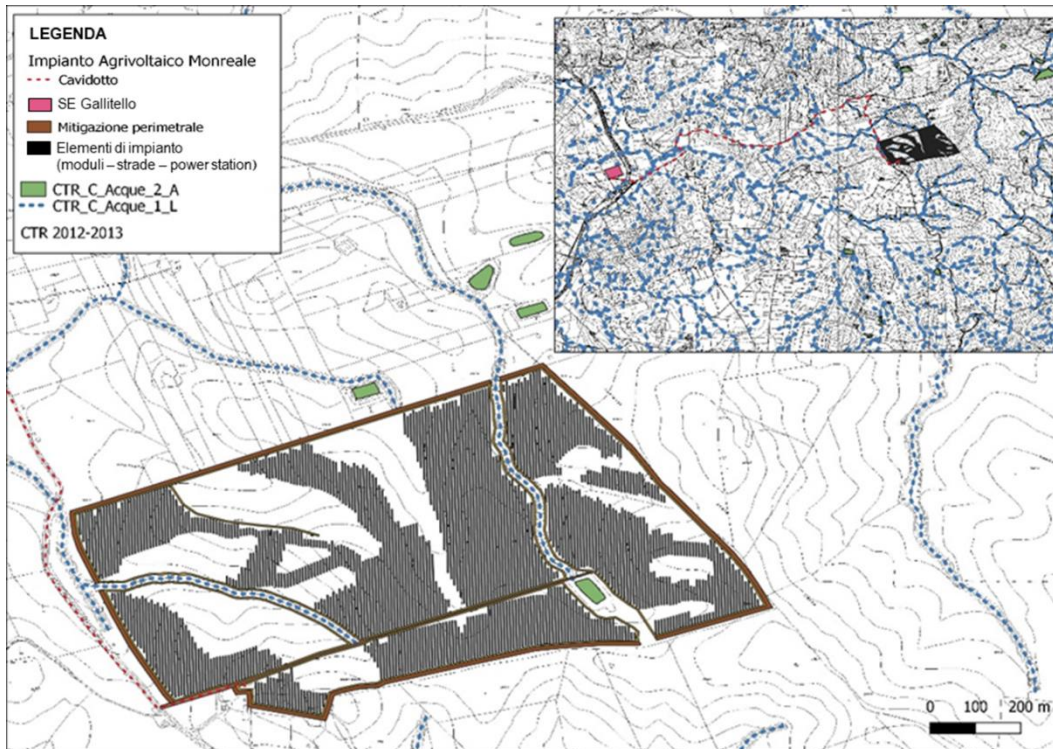 LEGENDA
Impianto Agrivoltaico Monreale
Cavidotto
SE Gallitello
Mitigazione perimetrale
Elementi di impianto
(moduli – strade – power station)
CTR_C_Acque_2_A
CTR_C_Acque_1_L
CTR 2012-2013
0 100 200 m